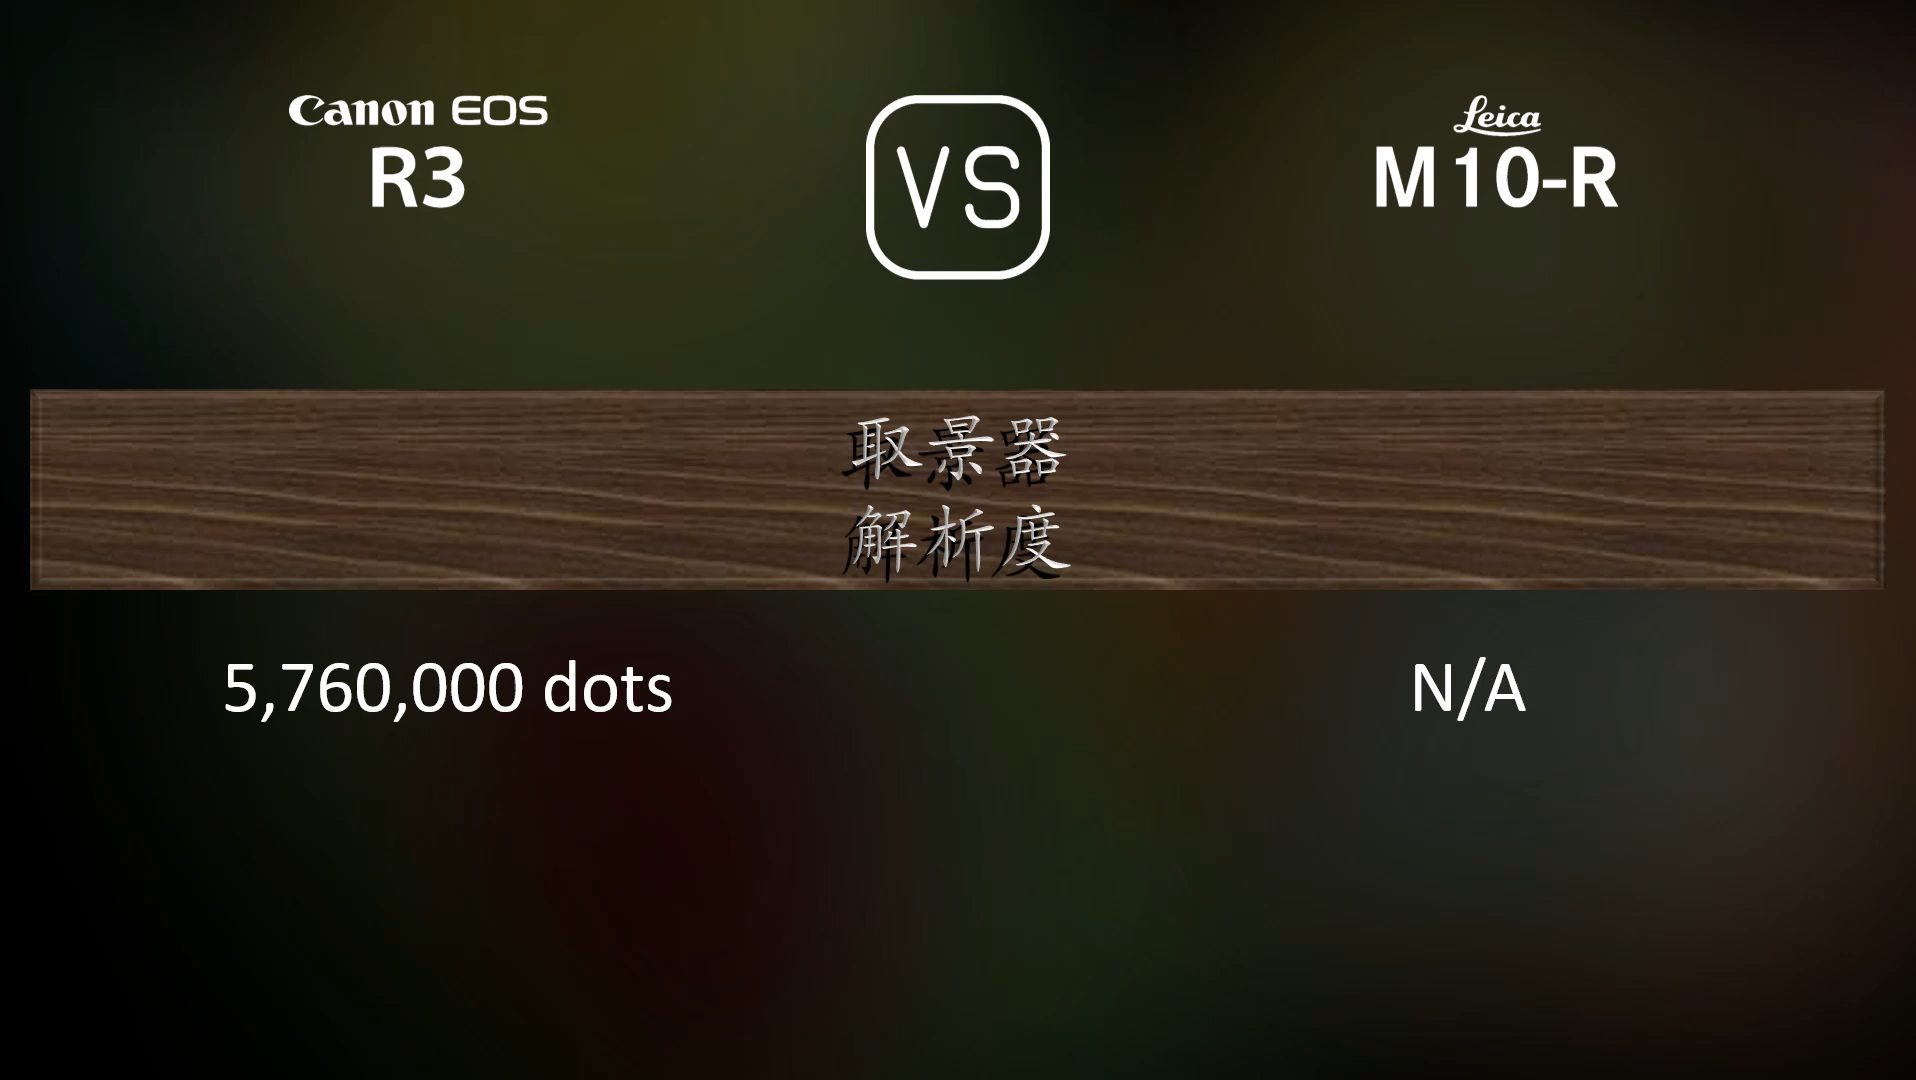 Canon EOS
R3
VS
Leica
M10-R
取景器
解析度
5,760,000 dots
N/A